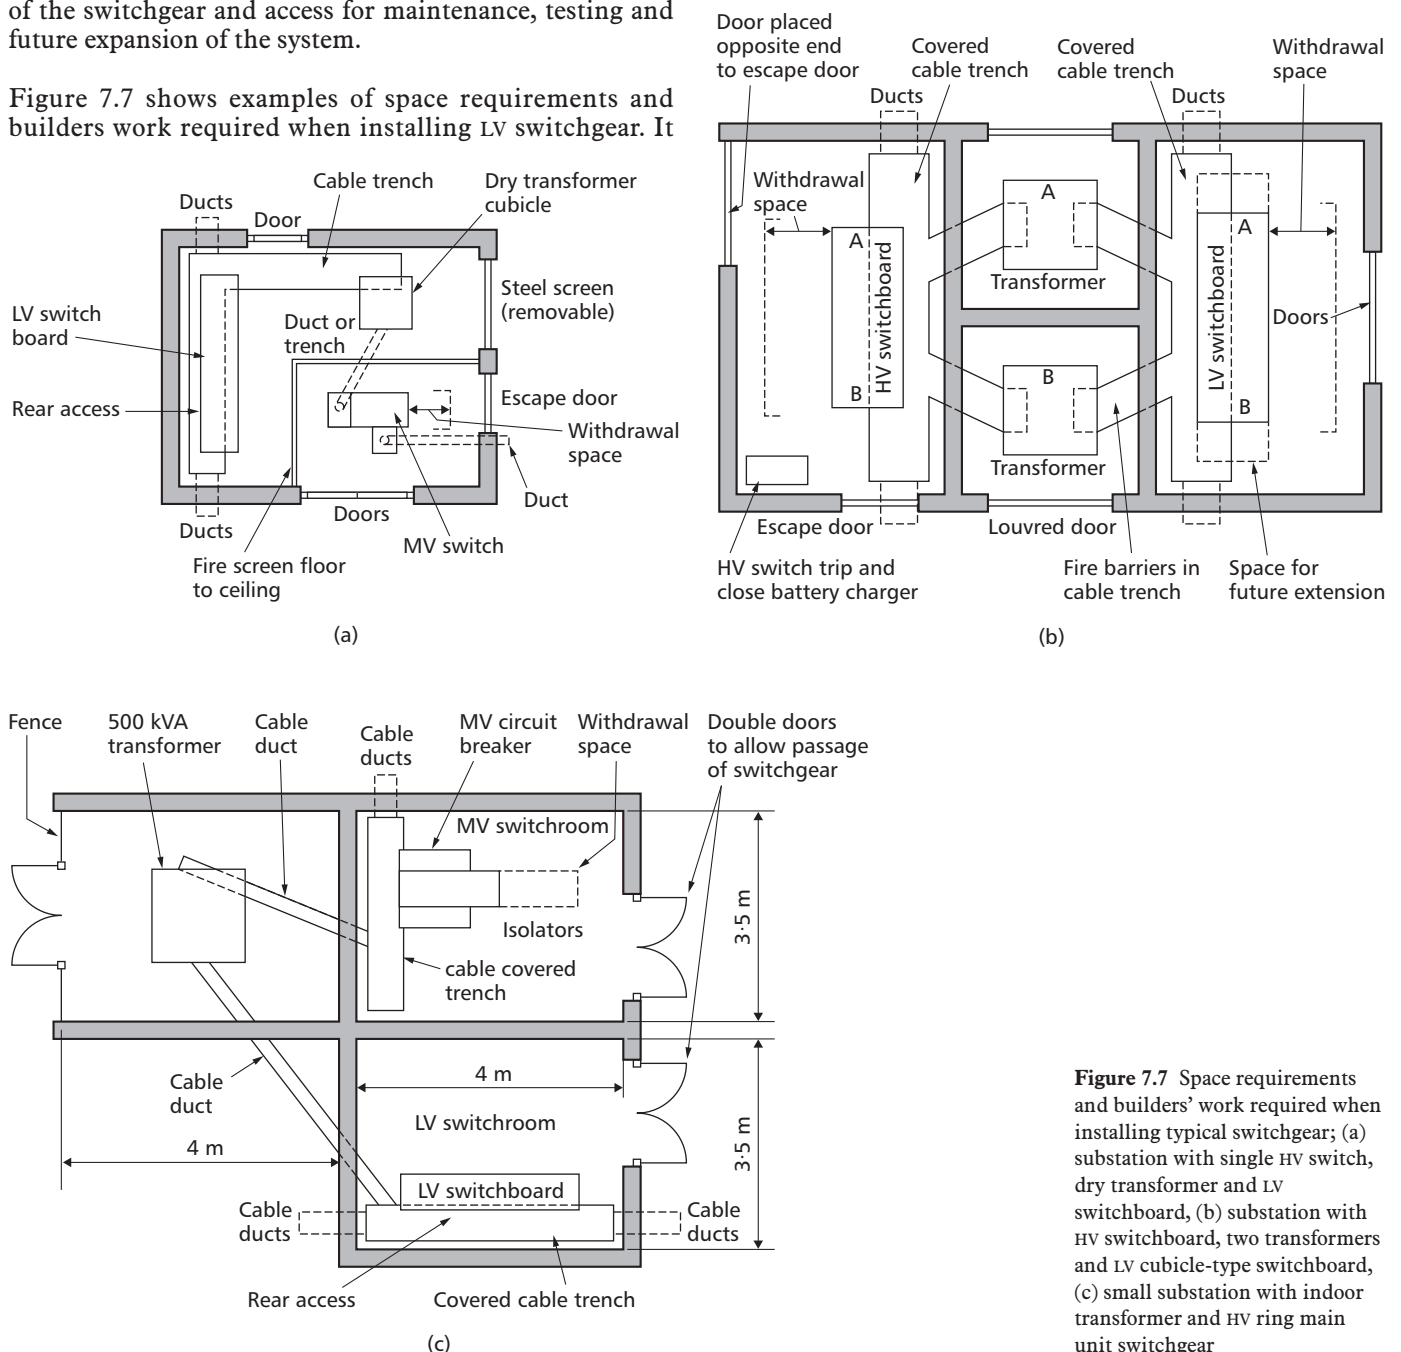 of the switchgear and access for maintenance, testing and
future expansion of the system.
Figure 7.7 shows examples of space requirements and
builders work required when installing LV switchgear. It
Cable trench
Dry transformer
cubicle
Ducts
Door
Steel screen
(removable)
LV switch
board
Duct or
trench
Rear access
Escape door
Withdrawal
space
Duct
Doors
Ducts
MV switch
Fire screen floor
to ceiling
(a)
Door placed
opposite end
to escape door
Covered
cable trench
Covered
cable trench
Withdrawal
space
Ducts
Ducts
Withdrawal
space
A
A
A
HV switchboard
LV switchboard
Transformer
Doors
B
B
B
Transformer
Escape door
Louvred door
HV switch trip and
close battery charger
Fire barriers in
cable trench
Space for
future extension
(b)
Fence
500 kVA
transformer
Cable
duct
Cable
ducts
MV circuit
breaker
Withdrawal
space
Double doors
to allow passage
of switchgear
MV switchroom
3·5 m
Isolators
cable covered
trench
Cable
duct
4 m
4 m
LV switchroom
3·5 m
LV switchboard
Cable
ducts
Cable
ducts
Rear access
Covered cable trench
(c)
Figure 7.7 Space requirements
and builders’ work required when
installing typical switchgear; (a)
substation with single HV switch,
dry transformer and LV
switchboard, (b) substation with
HV switchboard, two transformers
and LV cubicle-type switchboard,
(c) small substation with indoor
transformer and HV ring main
unit switchgear